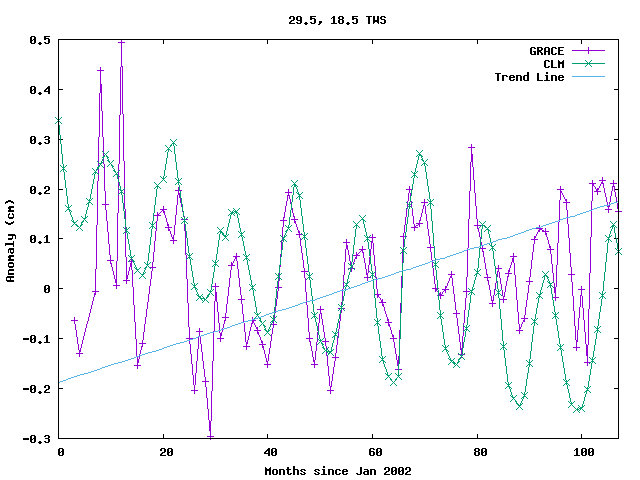 29.5, 18.5 TWS
GRACE
CLM
Trend Line
0.5
0.4
0.3
0.2
0.1
0
-0.1
-0.2
-0.3
Anomaly (cm)
0 20 40 60 80 100
Months since Jan 2002